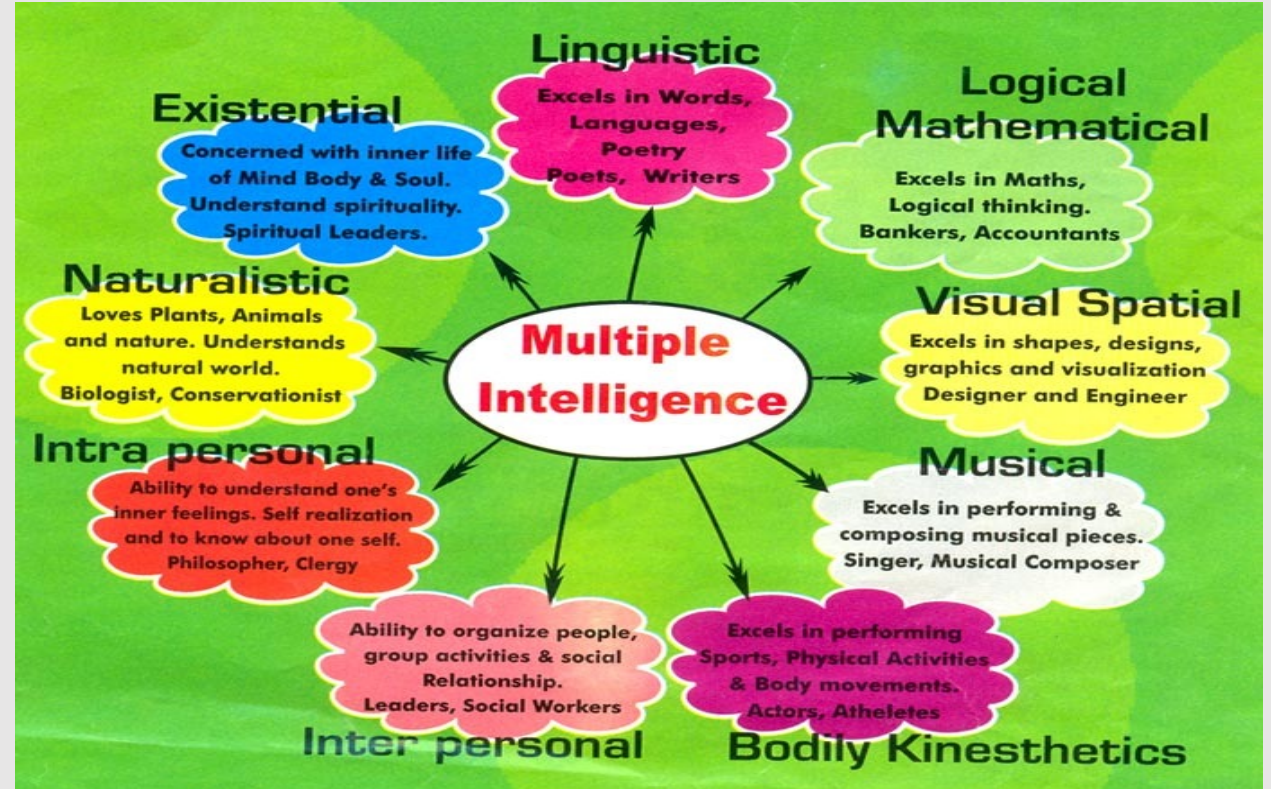 Multiple
Intelligence
Linguistic
Excels in Words,
Languages,
Poetry
Poets, Writers
Logical
Mathematical
Excels in Maths,
Logical thinking.
Bankers, Accountants
Visual Spatial
Excels in shapes, designs,
graphics and visualization
Designer and Engineer
Musical
Excels in performing &
composing musical pieces.
Singer, Musical Composer
Bodily Kinesthetics
Excels in performing
Sports, Physical Activities
& Body movements.
Actors, Atheletes
Inter personal
Ability to organize people,
group activities & social
Relationship.
Leaders, Social Workers
Intra personal
Ability to understand one's
inner feelings. Self realization
and to know about one self.
Philosopher, Clergy
Naturalistic
Loves Plants, Animals
and nature. Understands
natural world.
Biologist, Conservationist
Existential
Concerned with inner life
of Mind Body & Soul.
Understand spirituality.
Spiritual Leaders.